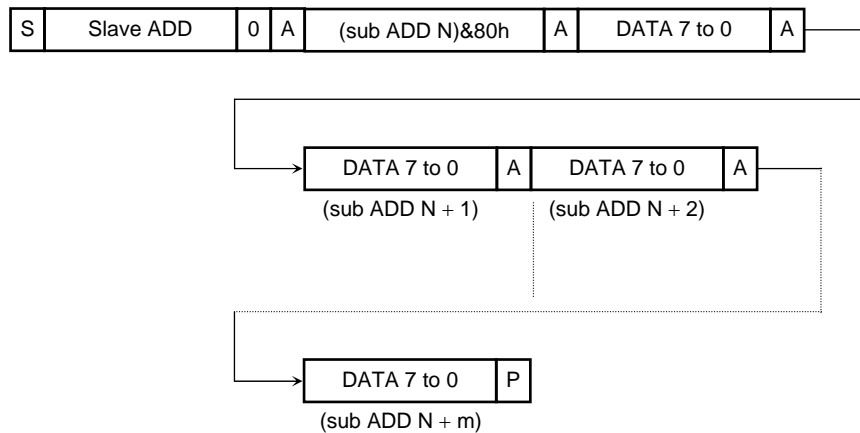 S Slave ADD 0 A (sub ADD N)&80h A DATA 7 to 0 A
DATA 7 to 0 A DATA 7 to 0 A
(sub ADD N + 1) (sub ADD N + 2)
DATA 7 to 0 P
(sub ADD N + m)